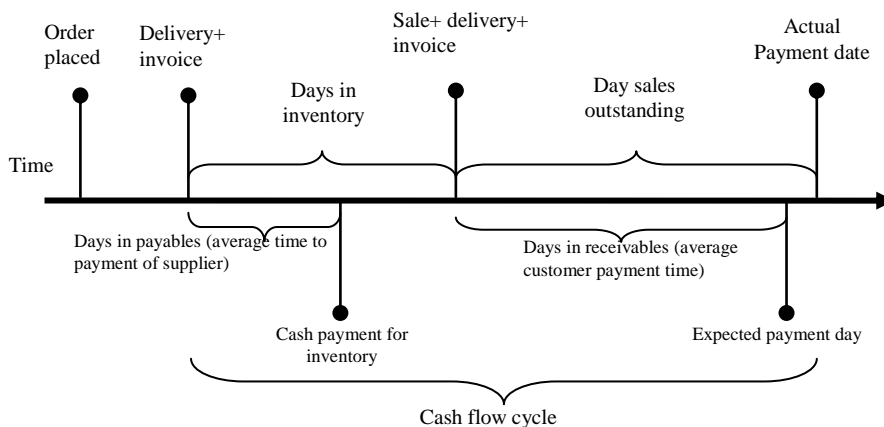 Order
placed
Delivery+
invoice
Sale+ delivery+
invoice
Actual
Payment date
Days in
inventory
Day sales
outstanding
Time
Days in payables (average time to
payment of supplier)
Days in receivables (average
customer payment time)
Cash payment for
inventory
Expected payment day
Cash flow cycle